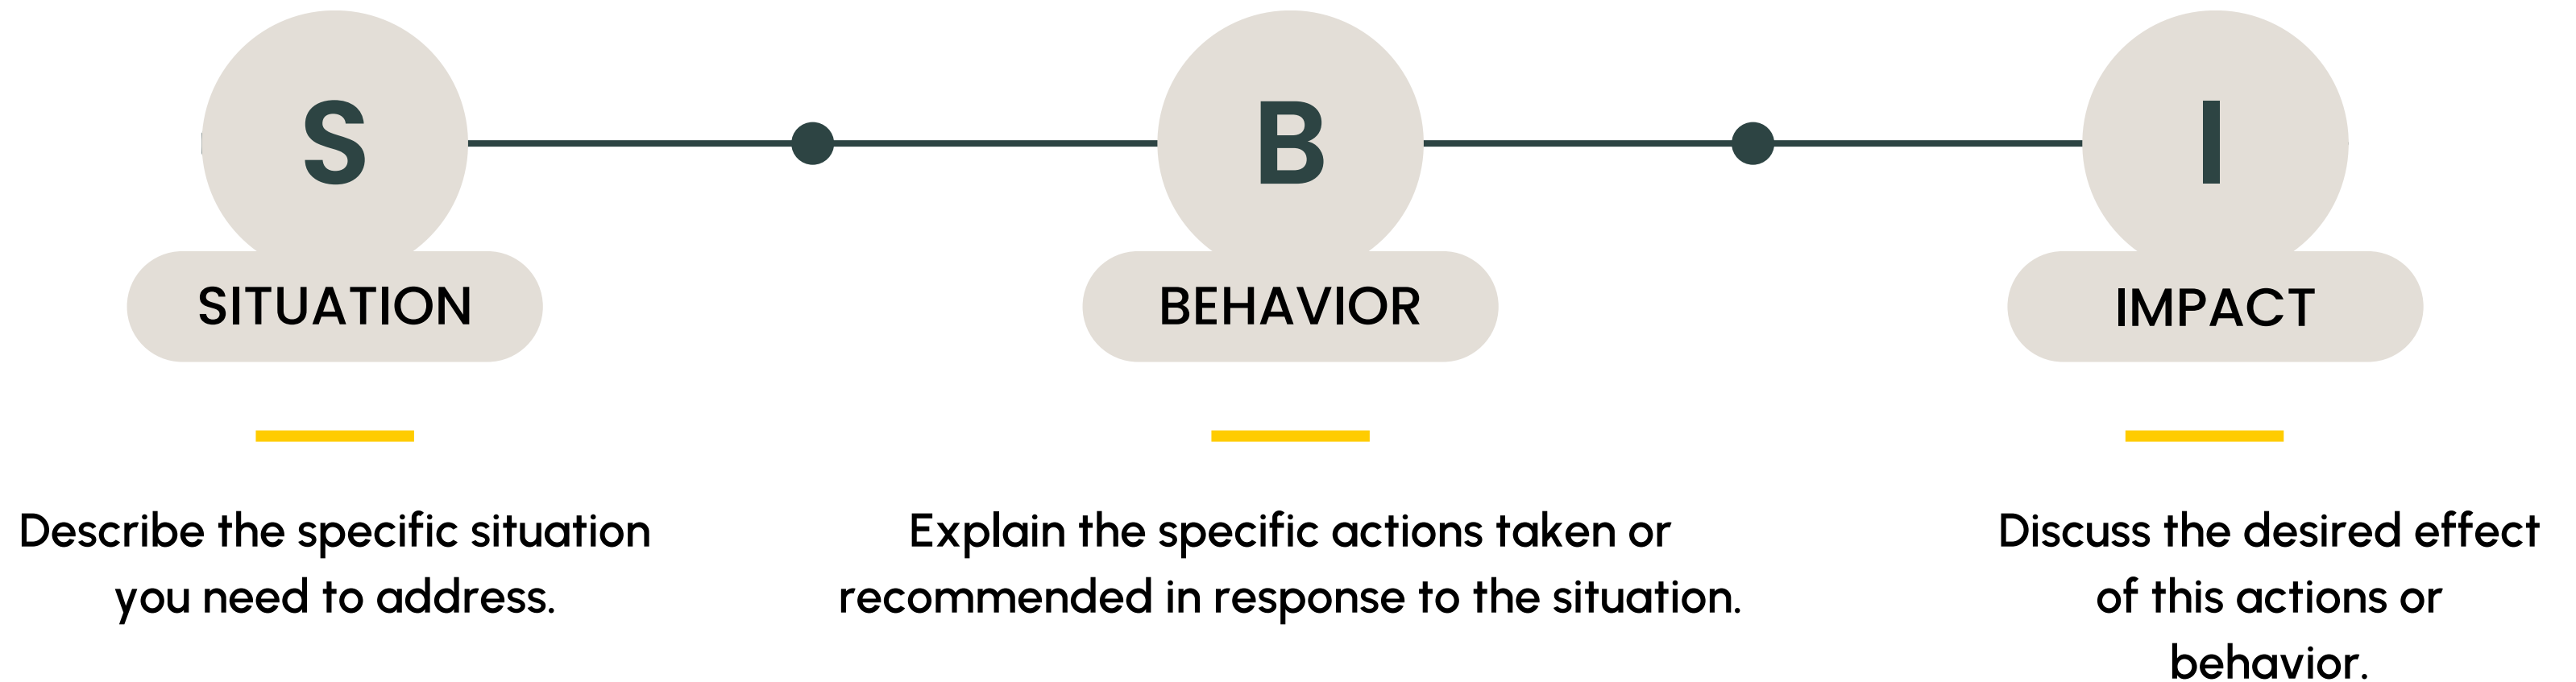 S
B
I
SITUATION
BEHAVIOR
IMPACT
Describe the specific situation
you need to address.
Explain the specific actions taken or
recommended in response to the situation.
Discuss the desired effect
of this actions or
behavior.